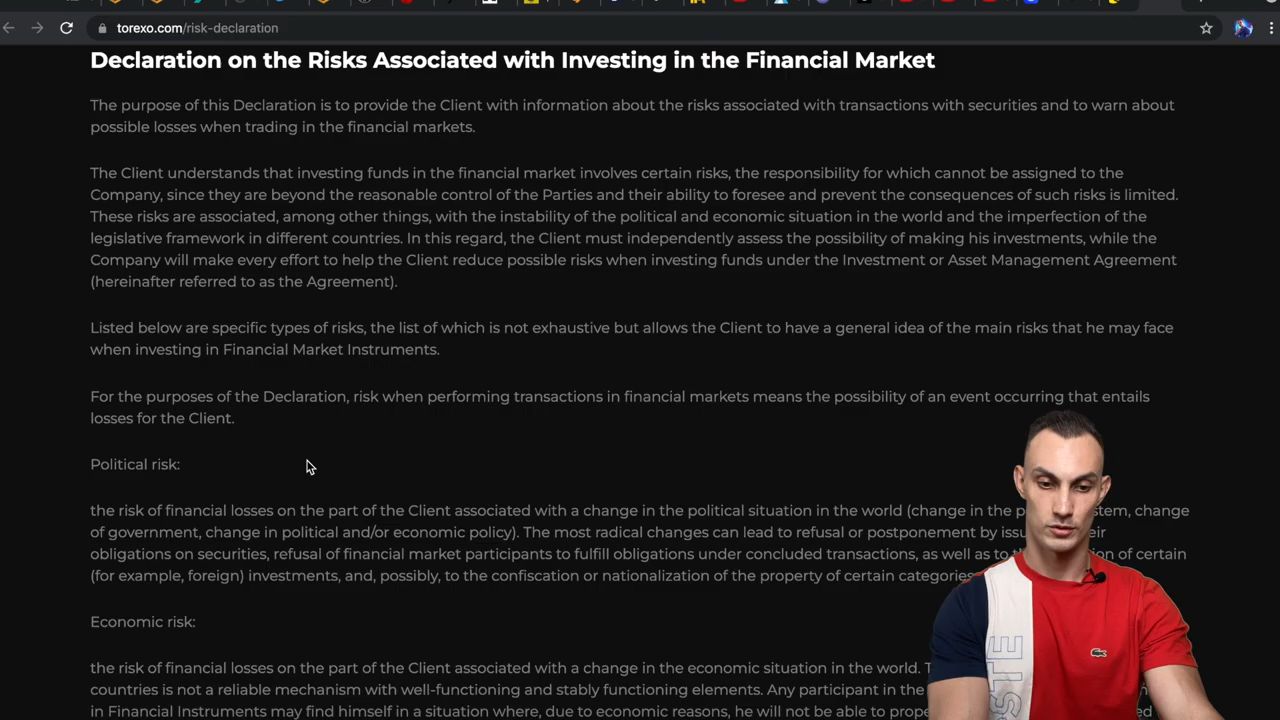 torexo.com/risk-declaration
Declaration on the Risks Associated with Investing in the Financial Market
The purpose of this Declaration is to provide the Client with information about the risks associated with transactions with securities and to warn about
possible losses when trading in the financial markets.
The Client understands that investing funds in the financial market involves certain risks, the responsibility for which cannot be assigned to the
Company, since they are beyond the reasonable control of the Parties and their ability to foresee and prevent the consequences of such risks is limited.
These risks are associated, among other things, with the instability of the political and economic situation in the world and the imperfection of the
legislative framework in different countries. In this regard, the Client must independently assess the possibility of making his investments, while the
Company will make every effort to help the Client reduce possible risks when investing funds under the Investment or Asset Management Agreement
(hereinafter referred to as the Agreement).
Listed below are specific types of risks, the list of which is not exhaustive but allows the Client to have a general idea of the main risks that he may face
when investing in Financial Market Instruments.
For the purposes of the Declaration, risk when performing transactions in financial markets means the possibility of an event occurring that entails
losses for the Client.
Political risk:
the risk of financial losses on the part of the Client associated with a change in the political situation in the world (change in the change
of government, change in political and/or economic policy). The most radical changes can lead to refusal or postponement by
obligations on securities, refusal of financial market participants to fulfill obligations under concluded transactions, as well as to of certain
(for example, foreign) investments, and, possibly, to the confiscation or nationalization of the property of certain categories
Economic risk:
the risk of financial losses on the part of the Client associated with a change in the economic situation in the world.
countries is not a reliable mechanism with well-functioning and stably functioning elements. Any participant in the
in Financial Instruments may find himself in a situation where, due to economic reasons, he will not be able to